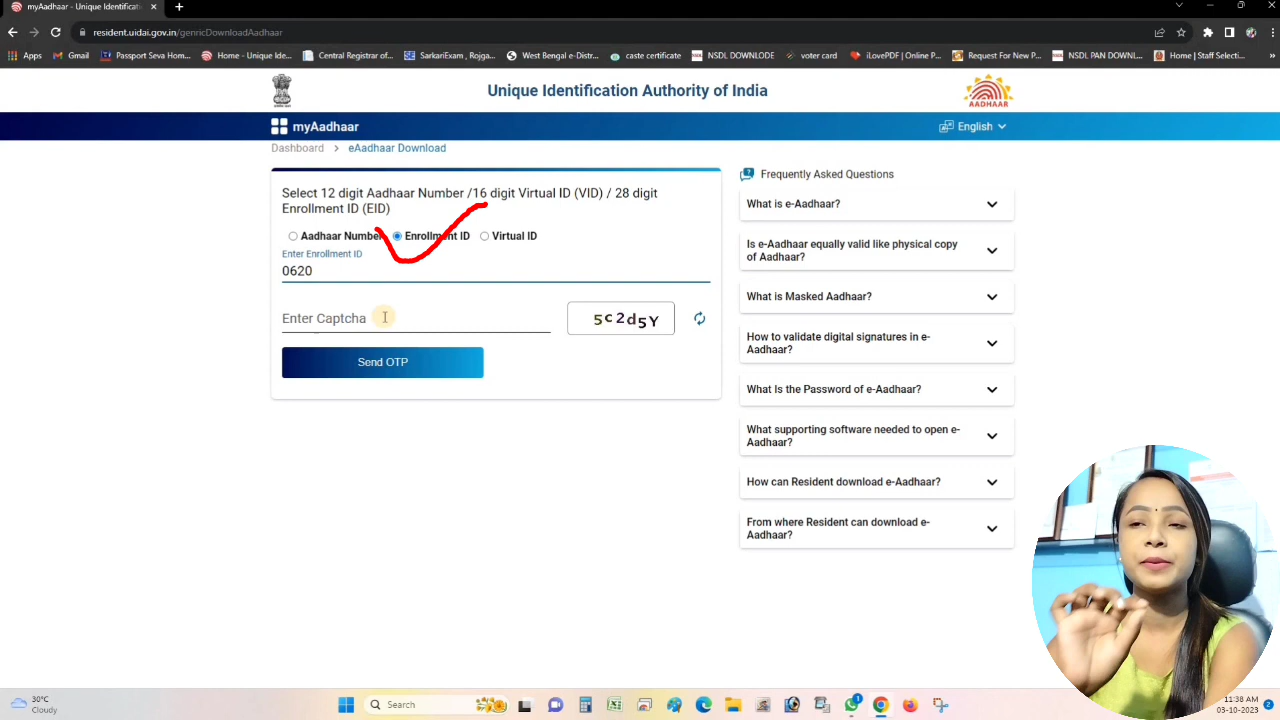 myAadhaar - Unique Identificati
resident.uidai.gov.in/genricDownloadAadhaar
Apps
Gmail
Passport Seva Hom...
Home - Unique Ide...
Central Registrar of...
SarkariExam , Rojga...
West Bengal e-Distr...
caste certificate
NSDL DOWNLODE
voter card
iLovePDF | Online P...
Request For New P...
NSDL PAN DOWNL...
Home | Staff Selecti...
Unique Identification Authority of India
AADHAAR
myAadhaar
English
Dashboard > eAadhaar Download
Select 12 digit Aadhaar Number /16 digit Virtual ID (VID) / 28 digit
Enrollment ID (EID)
Aadhaar Number
Enrollment ID
Virtual ID
Enter Enrollment ID
0620
Enter Captcha
5c2d5Y
Send OTP
Frequently Asked Questions
What is e-Aadhaar?
Is e-Aadhaar equally valid like physical copy
of Aadhaar?
What is Masked Aadhaar?
How to validate digital signatures in e-
Aadhaar?
What Is the Password of e-Aadhaar?
What supporting software needed to open e-
Aadhaar?
How can Resident download e-Aadhaar?
From where Resident can download e-
Aadhaar?
30°C
Cloudy
Search
1
11:38 AM
03-10-2023
2